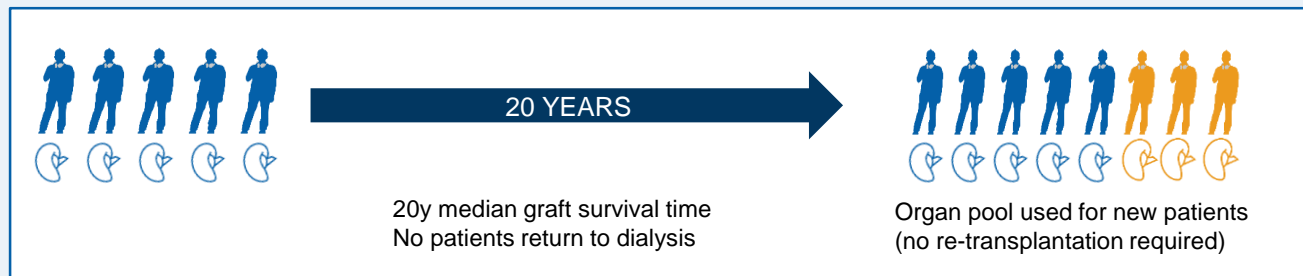 20 YEARS
20y median graft survival time
No patients return to dialysis
Organ pool used for new patients
(no re-transplantation required)